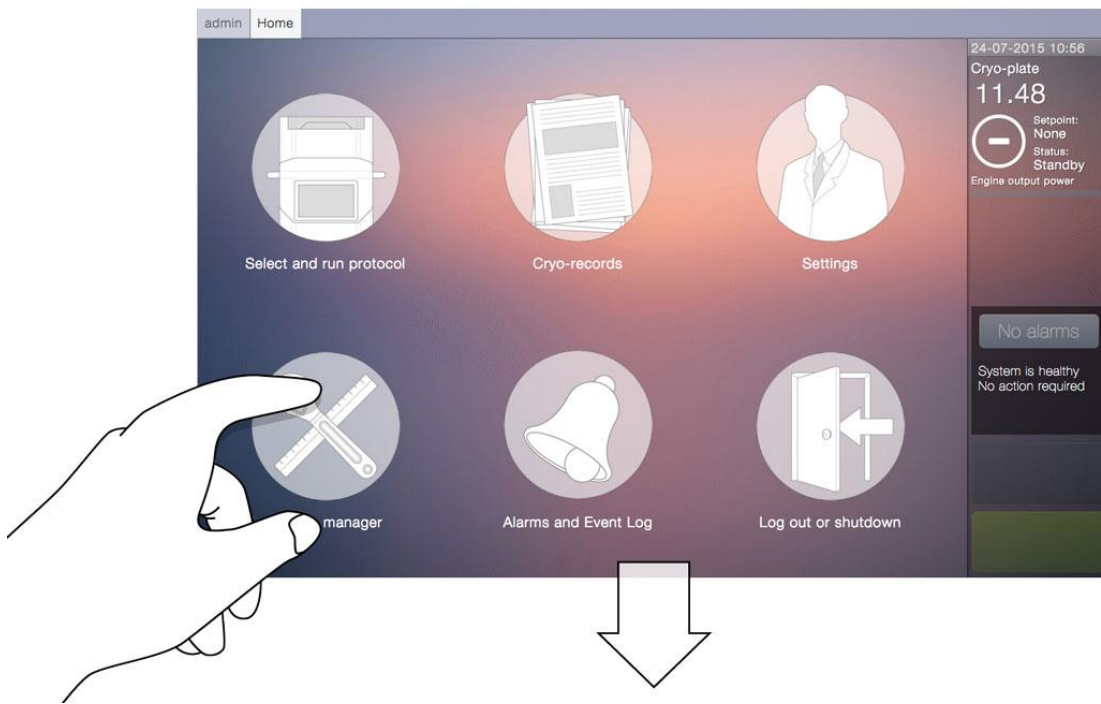 admin Home
24-07-2015 10:56
Cryo-plate
11.48
Setpoint:
None
Status:
Standby
Engine output power
Select and run protocol
Cryo-records
Settings
No alarms
System is healthy
No action required
manager
Alarms and Event Log
Log out or shutdown